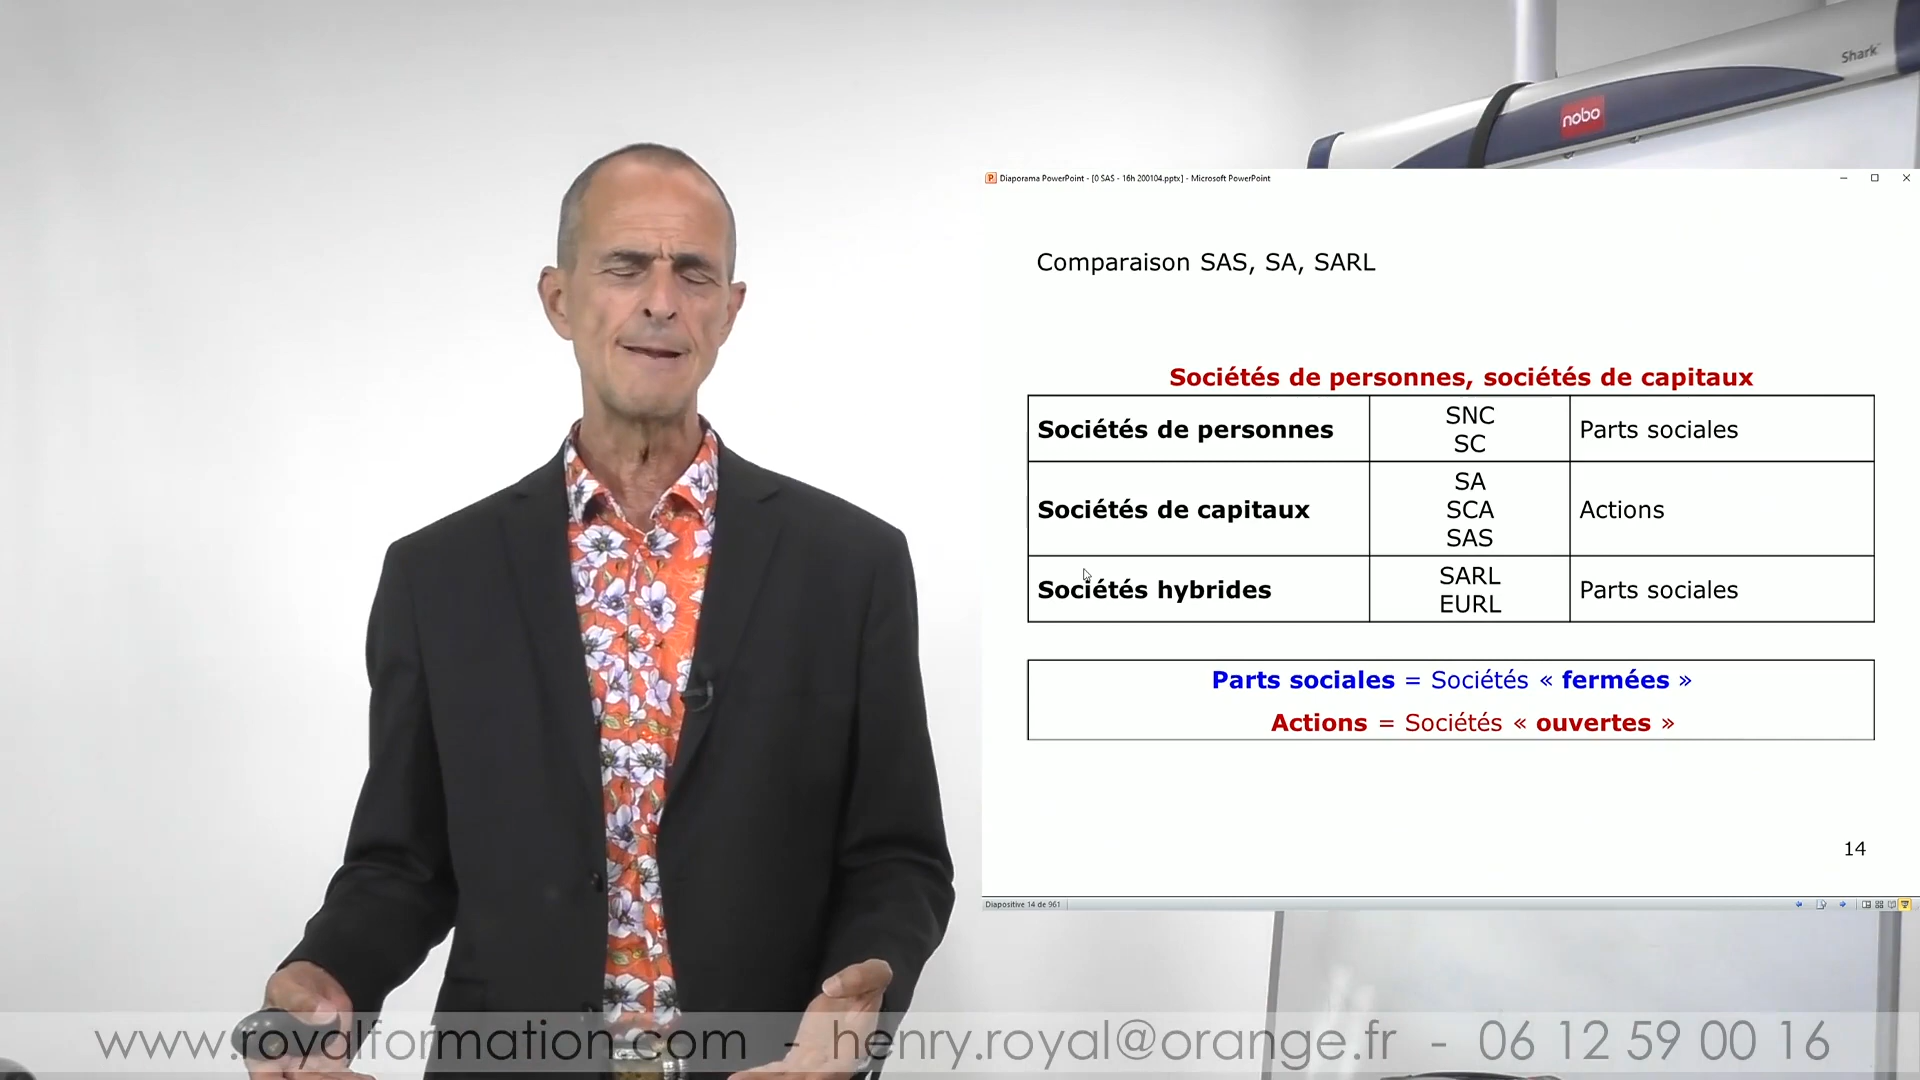 Shark
nobo
Diaporama PowerPoint - [0 SAS - 16h 200104.pptx] - Microsoft PowerPoint
Comparaison SAS, SA, SARL
Sociétés de personnes, sociétés de capitaux
Sociétés de personnes
SNC
SC
Parts sociales
Sociétés de capitaux
SA
SCA
SAS
Actions
Sociétés hybrides
SARL
EURL
Parts sociales
Parts sociales = Sociétés « fermées »
Actions = Sociétés « ouvertes »
14
Diapositive 14 de 961
www.royalformation.com - henry.royal@orange.fr - 06 12 59 00 16